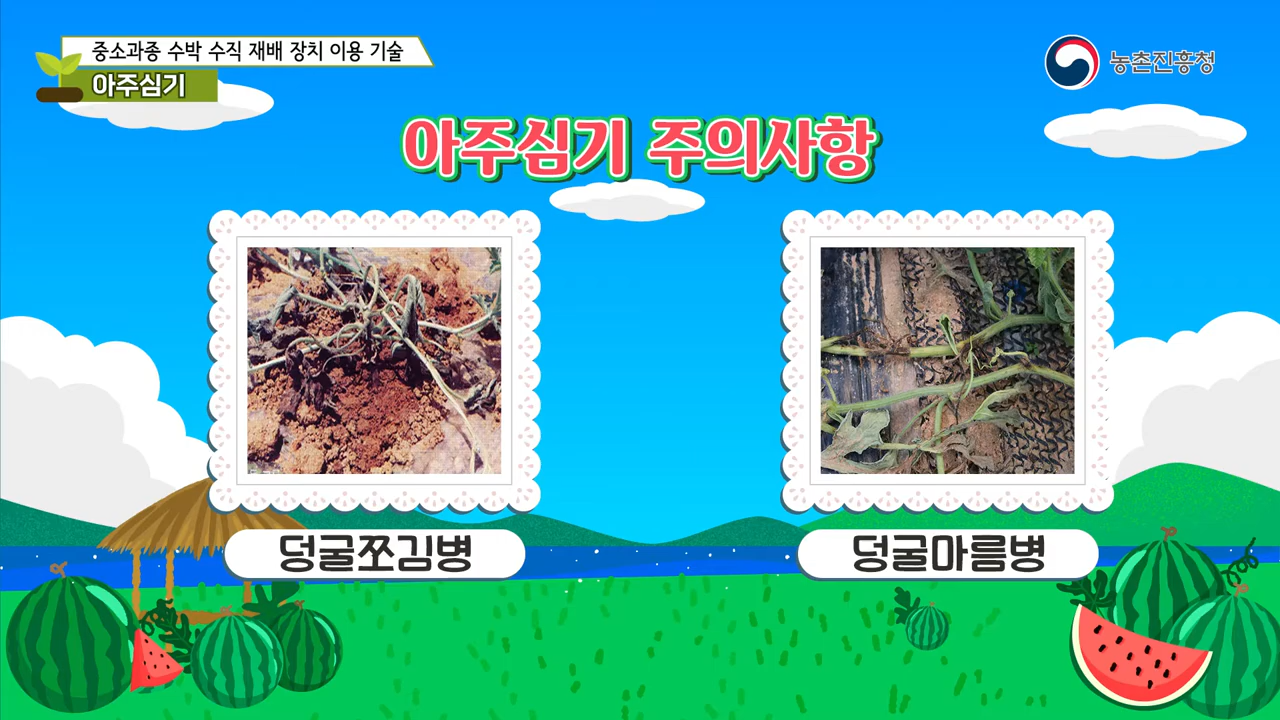 중소과종 수박 수직 재배 장치 이용 기술
아주심기
농촌진흥청
아주심기 주의사항
덩굴쪼김병
덩굴마름병